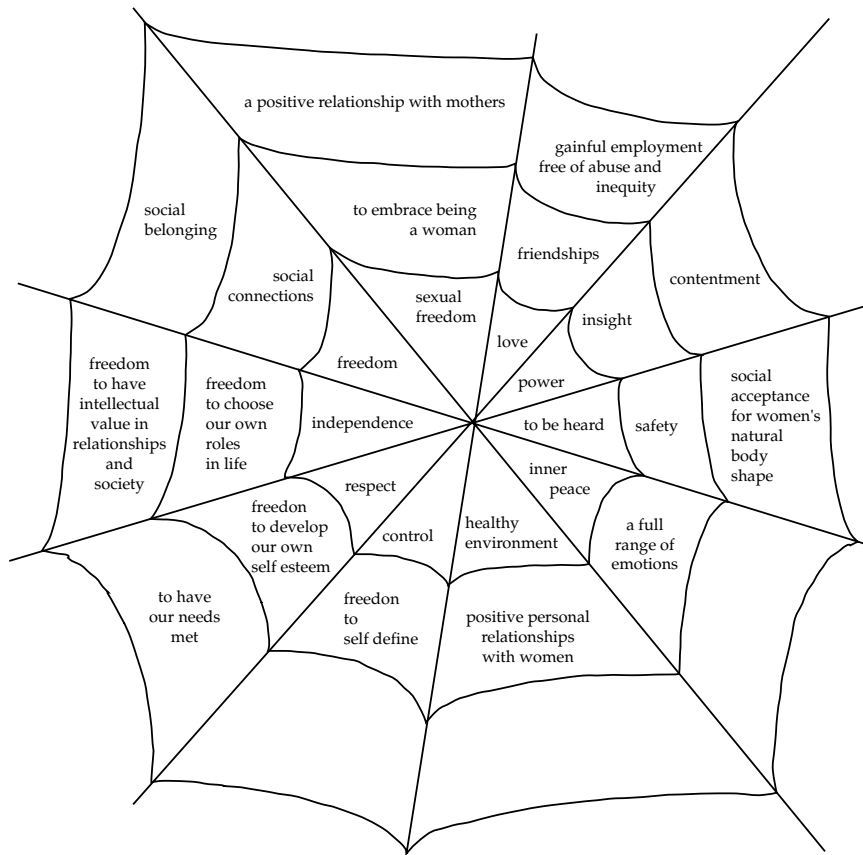 a positive relationship with mothers
gainful employment
free of abuse and
inequity
social
belonging
to embrace being
a woman
friendships
social
connections
contentment
sexual
freedom
insight
love
freedom
power
freedom
to have
intellectual
value in
relationships
and
society
freedom
to choose
our own
roles
in life
independence
to be heard
safety
social
acceptance
for women's
natural
body
shape
respect
inner
peace
freedon
to develop
our own
self esteem
control
healthy
environment
a full
range of
emotions
to have
our needs
met
freedon
to
self define
positive personal
relationships
with women